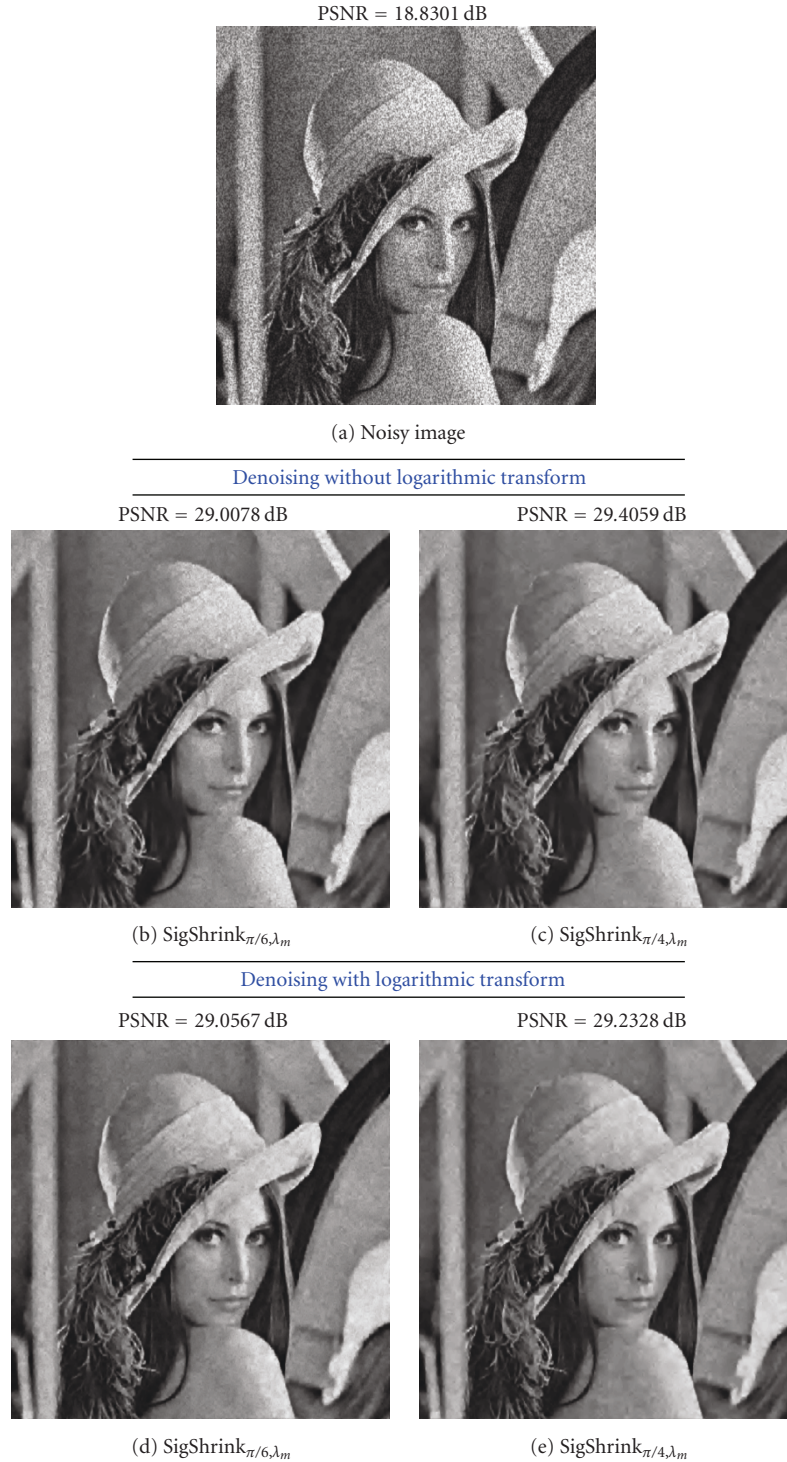 PSNR = 18.8301 dB
(a) Noisy image
Denoising without logarithmic transform
PSNR = 29.0078 dB
PSNR = 29.4059 dB
(b) SigShrinkπ/6,λm
(c) SigShrinkπ/4,λm
Denoising with logarithmic transform
PSNR = 29.0567 dB
PSNR = 29.2328 dB
(d) SigShrinkπ/6,λm
(e) SigShrinkπ/4,λm